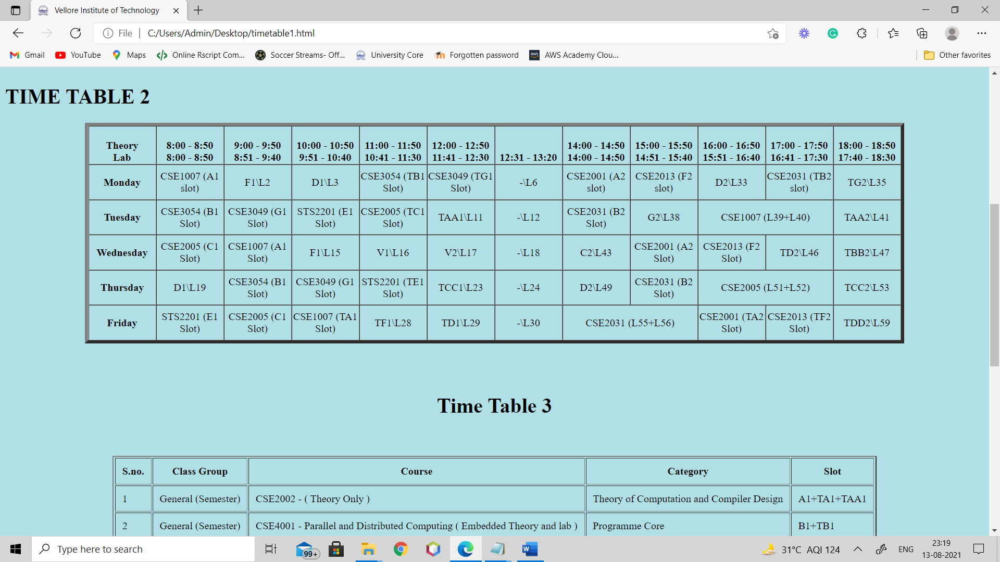 Vellore Institute of Technology
File | C:/Users/Admin/Desktop/timetable1.html
Gmail YouTube Maps Online Rscript Com... Soccer Streams- Off... University Core Forgotten password AWS Academy Clou... Other favorites
TIME TABLE 2
Theory 8:00 - 8:50 9:00 - 9:50 10:00 - 10:50 11:00 - 11:50 12:00 - 12:50 14:00 - 14:50 15:00 - 15:50 16:00 - 16:50 17:00 - 17:50 18:00 - 18:50
Lab 8:00 - 8:50 8:51 - 9:40 9:51 - 10:40 10:41 - 11:30 11:41 - 12:30 12:31 - 13:20 14:00 - 14:50 14:51 - 15:40 15:51 - 16:40 16:41 - 17:30 17:40 - 18:30
Monday CSE1007 (A1 slot) F1\L2 D1\L3 CSE3054 (TB1 Slot) CSE3049 (TG1 Slot) -\L6 CSE2001 (A2 slot) CSE2013 (F2 slot) D2\L33 CSE2031 (TB2 slot) TG2\L35
Tuesday CSE3054 (B1 Slot) CSE3049 (G1 Slot) STS2201 (E1 Slot) CSE2005 (TC1 Slot) TAA1\L11 -\L12 CSE2031 (B2 Slot) G2\L38 CSE1007 (L39+L40) TAA2\L41
Wednesday CSE2005 (C1 Slot) CSE1007 (A1 Slot) F1\L15 V1\L16 V2\L17 -\L18 C2\L43 CSE2001 (A2 Slot) CSE2013 (F2 Slot) TD2\L46 TBB2\L47
Thursday D1\L19 CSE3054 (B1 Slot) CSE3049 (G1 Slot) STS2201 (TE1 Slot) TCC1\L23 -\L24 D2\L49 CSE2031 (B2 Slot) CSE2005 (L51+L52) TCC2\L53
Friday STS2201 (E1 Slot) CSE2005 (C1 Slot) CSE1007 (TA1 Slot) TF1\L28 TD1\L29 -\L30 CSE2031 (L55+L56) CSE2001 (TA2 Slot) CSE2013 (TF2 Slot) TDD2\L59
Time Table 3
S.no. Class Group Course Category Slot
1 General (Semester) CSE2002 - ( Theory Only ) Theory of Computation and Compiler Design A1+TA1+TAA1
2 General (Semester) CSE4001 - Parallel and Distributed Computing ( Embedded Theory and lab ) Programme Core B1+TB1
Type here to search 99+ 31°C AQI 124 ENG 23:19
13-08-2021